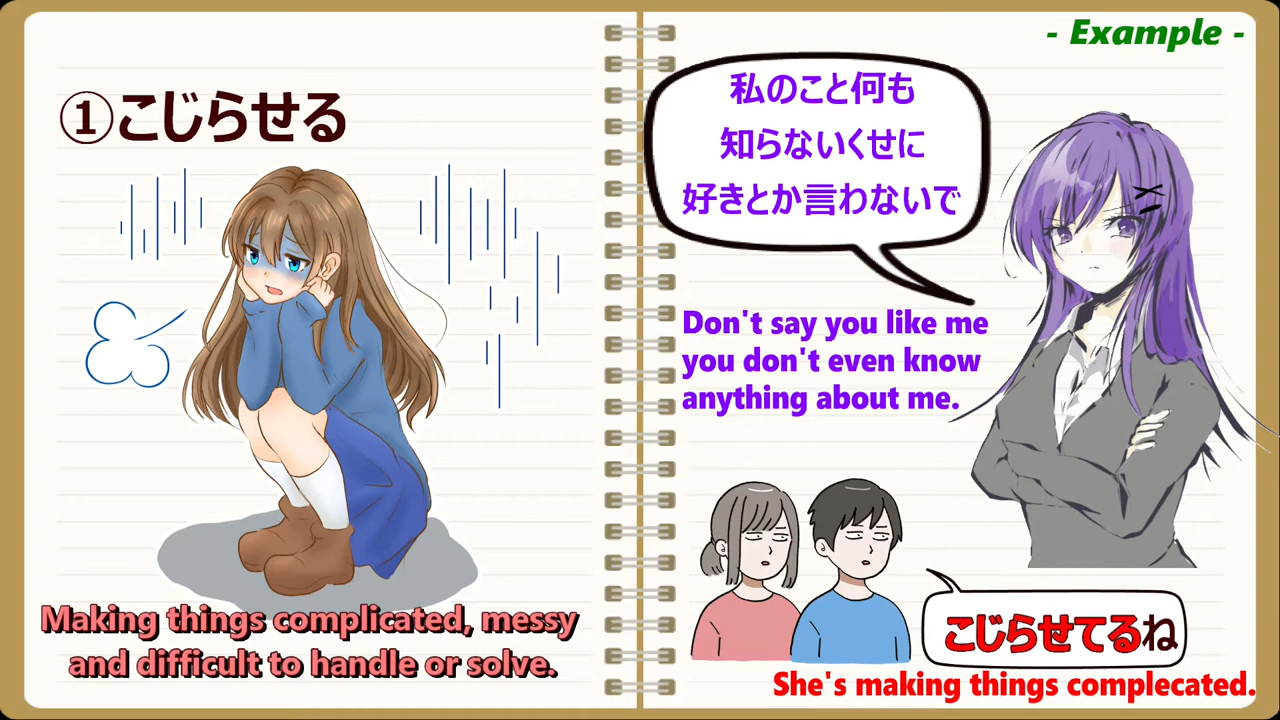 ①こじらせる
Making things complicated, messy
and difficult to handle or solve.
- Example -
私のこと何も
知らないくせに
好きとか言わないで
Don't say you like me
you don't even know
anything about me.
こじらせてるね
She's making things complecated.